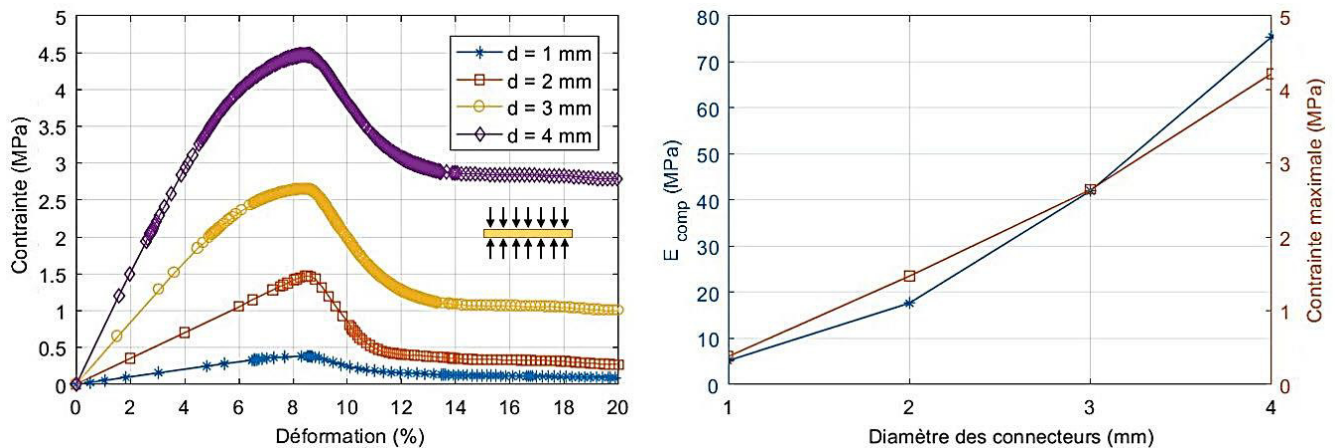 5
4.5
4
3.5
3
2.5
2
1.5
1
0.5
0
Contrainte (MPa)
d = 1 mm
d = 2 mm
d = 3 mm
d = 4 mm
0 2 4 6 8 10 12 14 16 18 20
Déformation (%)
80
70
60
50
40
30
20
10
0
E comp (MPa)
5
4
3
2
1
0
Contrainte maximale (MPa)
1 2 3 4
Diamètre des connecteurs (mm)